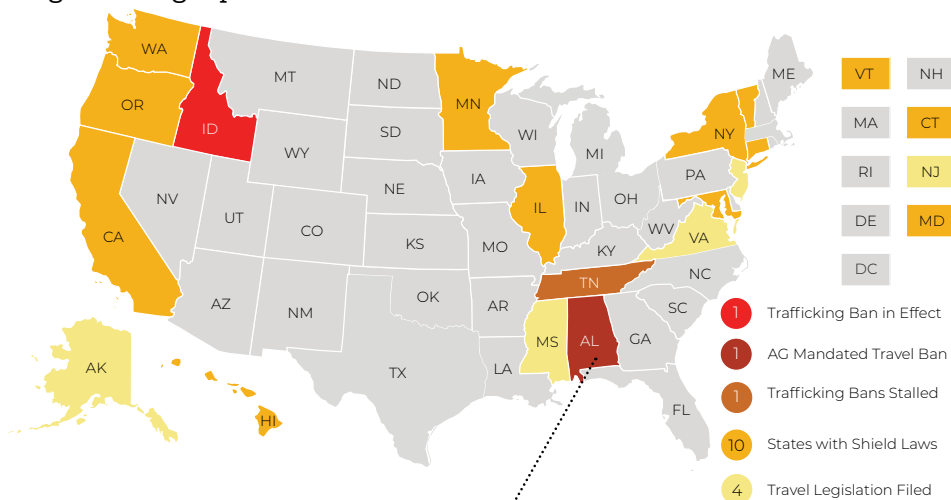 WA
MT
ND
MN
ME
VT
NH
OR
ID
SD
WI
NY
MA
CT
WY
MI
RI
NJ
NV
NE
IA
PA
UT
IL
IN
OH
CA
CO
KS
MO
WV
VA
DE
MD
KY
DC
AZ
NM
OK
AR
TN
NC
SC
MS
AL
GA
TX
LA
AK
HI
FL
1 Trafficking Ban in Effect
1 AG Mandated Travel Ban
1 Trafficking Bans Stalled
10 States with Shield Laws
4 Travel Legislation Filed